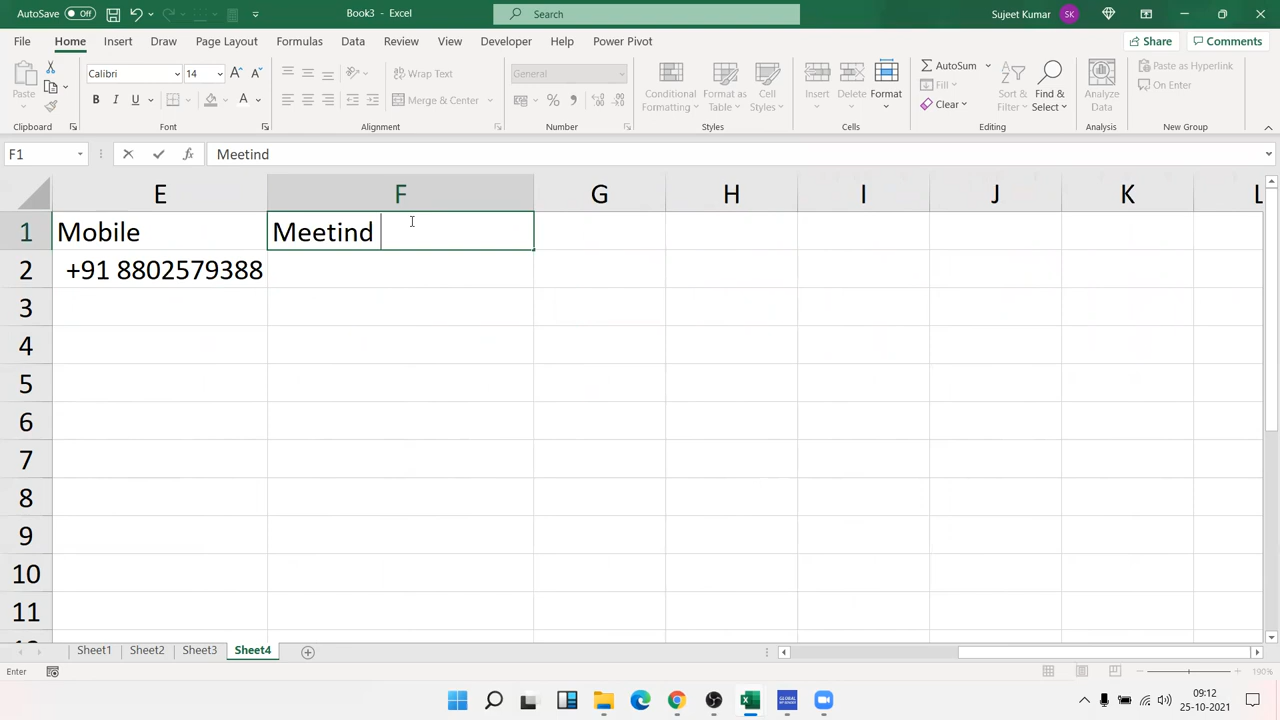 AutoSave Off
Book3 - Excel
Search
Sujeet Kumar SK
File Home Insert Draw Page Layout Formulas Data Review View Developer Help Power Pivot
Share Comments
Paste
Clipboard
Calibri 14
B I U
Font
Wrap Text
Merge & Center
Alignment
General
Number
Conditional Formatting
Format as Table
Cell Styles
Styles
Insert Delete Format
Cells
AutoSum
Fill
Clear
Sort & Filter
Find & Select
Editing
Analyze Data
Analysis
Paste as Hyperlink
On Enter
New Group
F1 fx Meetind
E F G H I J K L
1 Mobile Meetind
2 +91 8802579388
3
4
5
6
7
8
9
10
11
Sheet1 Sheet2 Sheet3 Sheet4
Enter 190%
09:12
25-10-2021